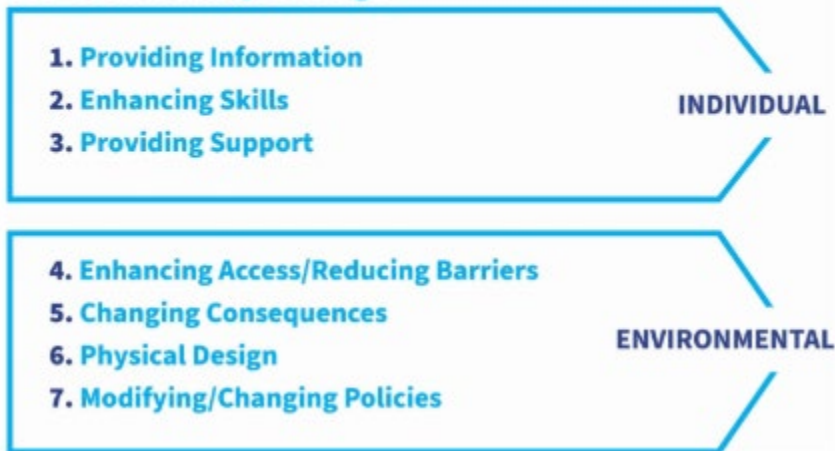 1. Providing Information
2. Enhancing Skills
3. Providing Support
INDIVIDUAL
4. Enhancing Access/Reducing Barriers
5. Changing Consequences
6. Physical Design
7. Modifying/Changing Policies
ENVIRONMENTAL